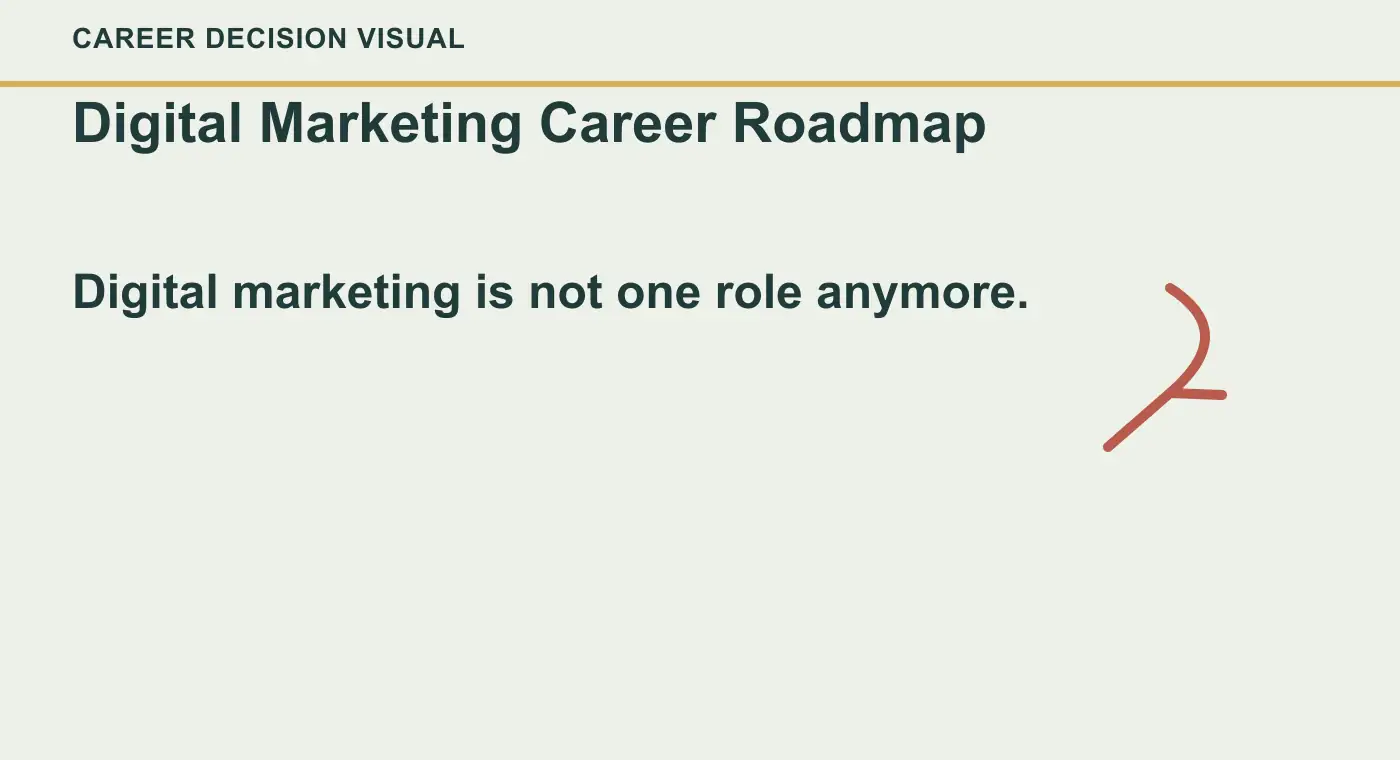 CAREER DECISION VISUAL
Digital Marketing Career Roadmap
Digital marketing is not one role anymore.